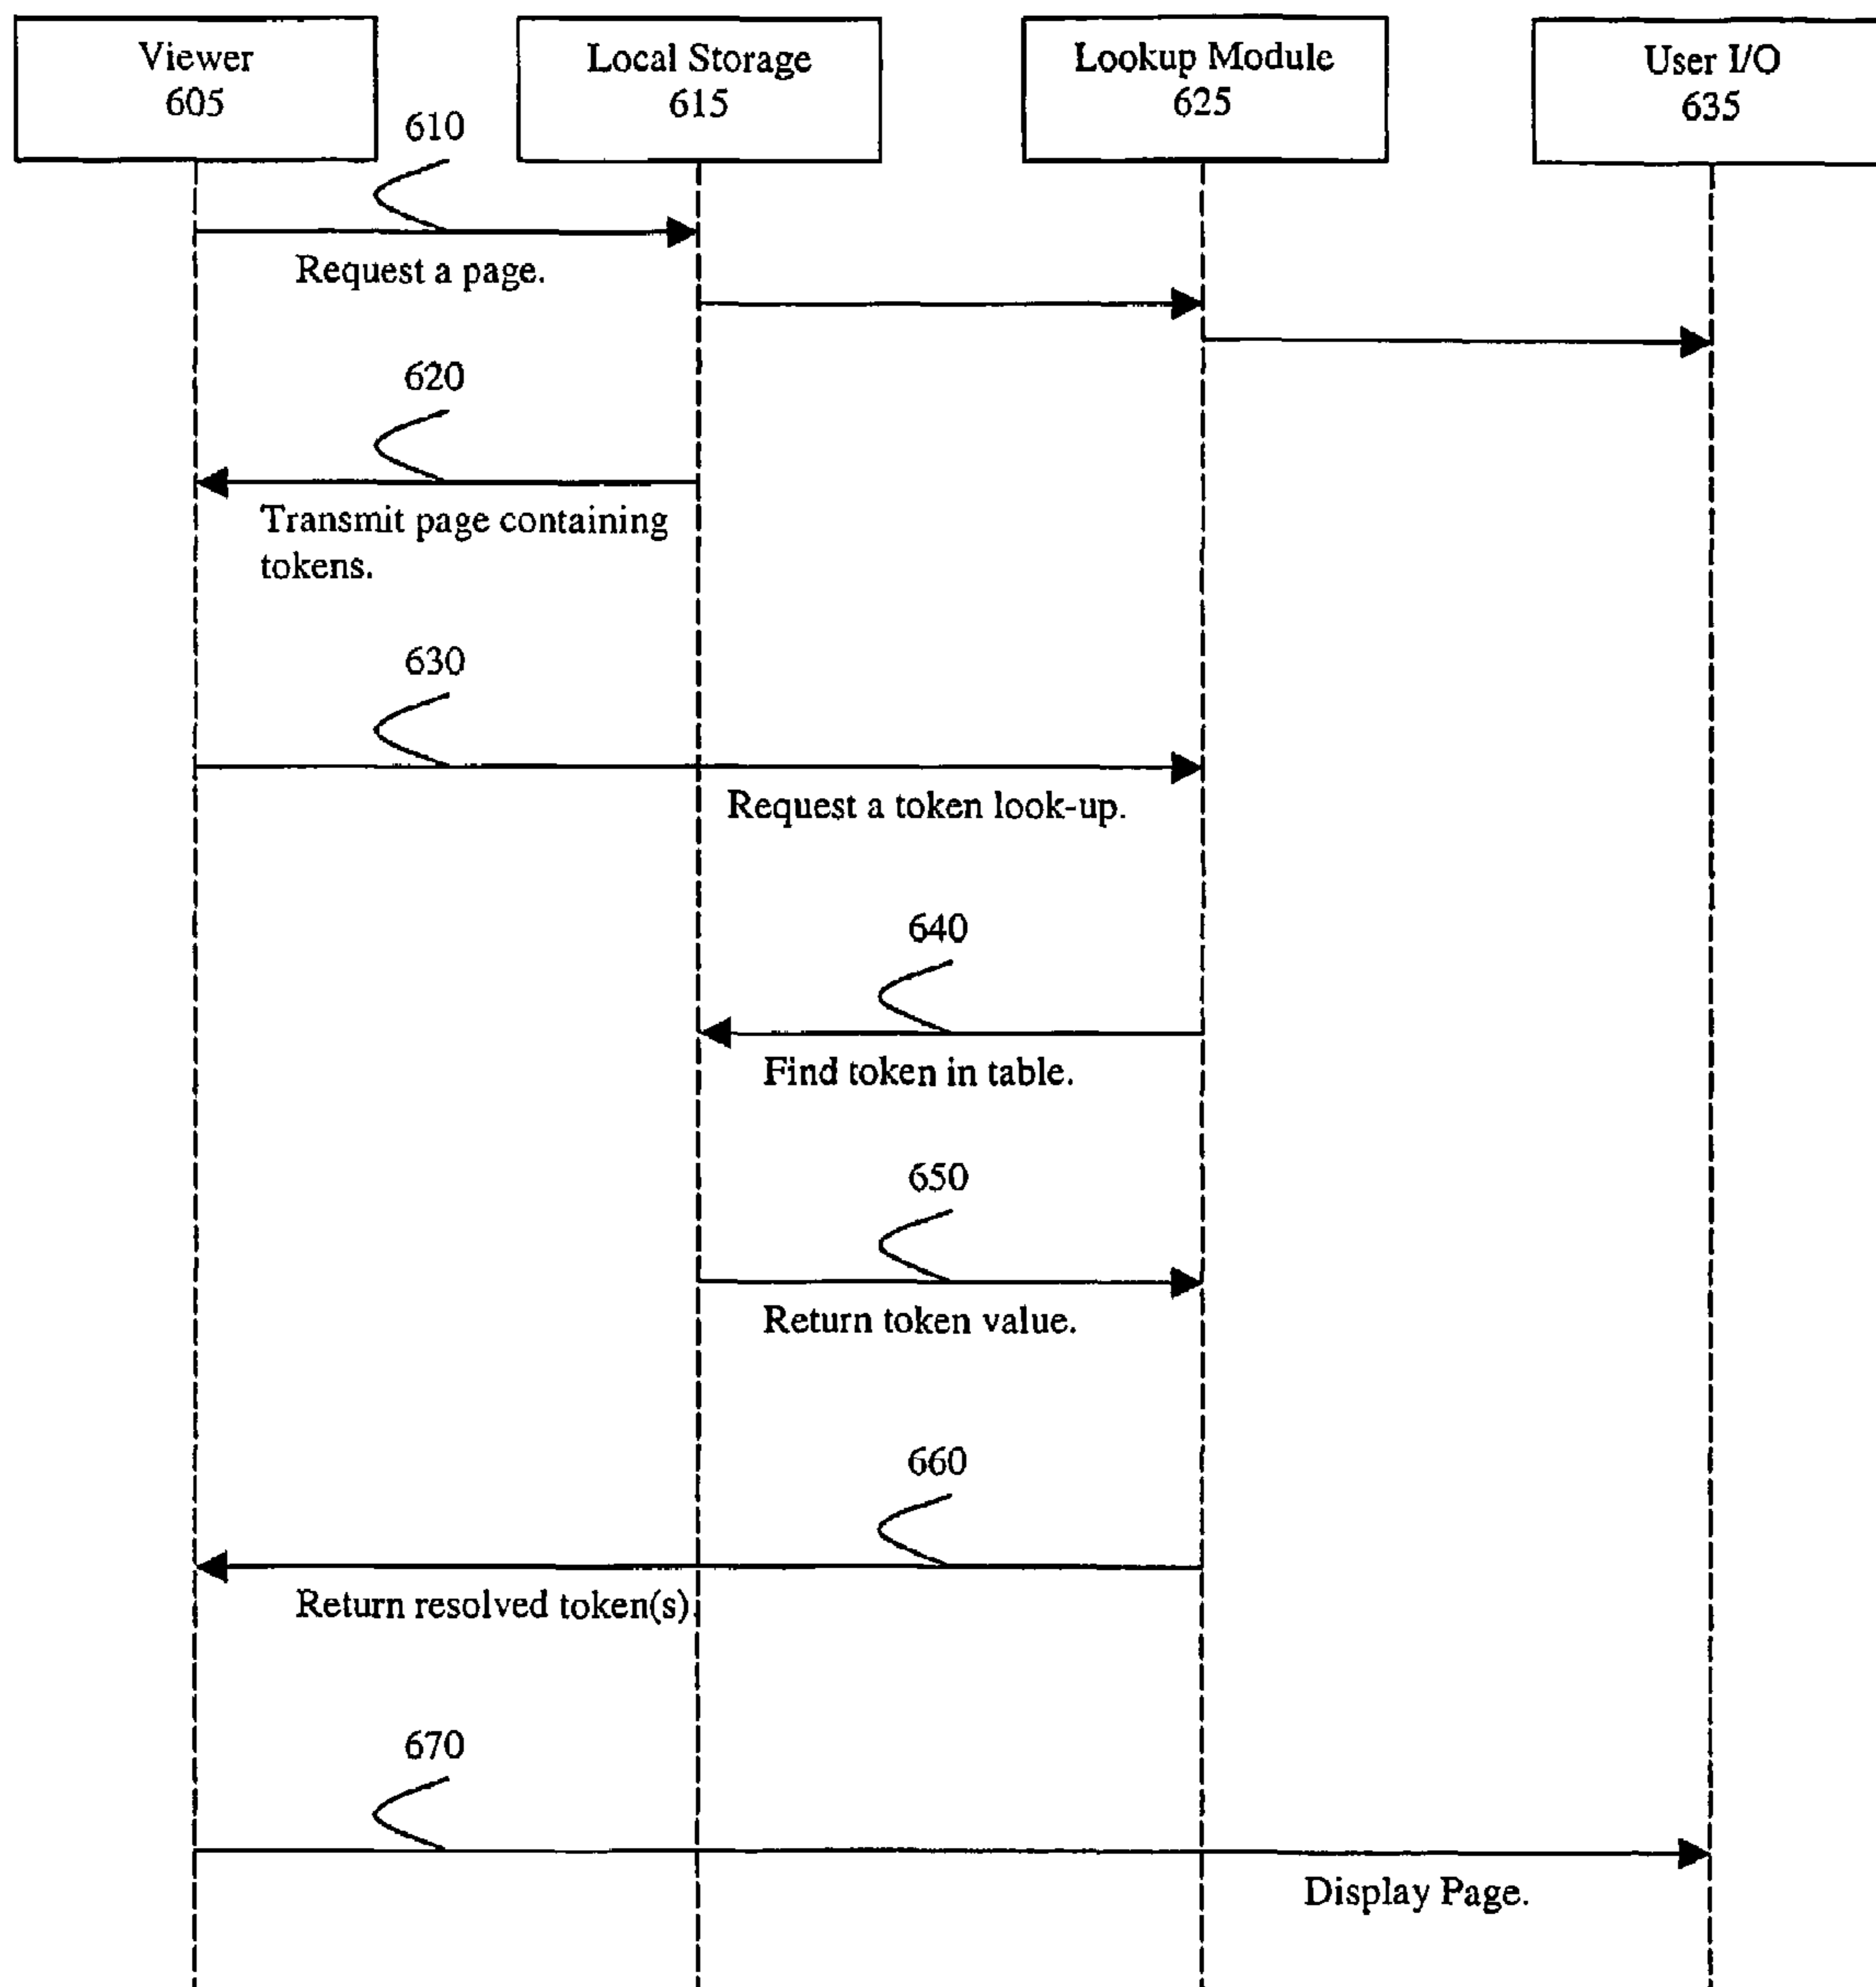 Viewer
605
Local Storage
615
Lookup Module
625
User I/O
635
610
Request a page.
620
Transmit page containing
tokens.
630
Request a token look-up.
640
Find token in table.
650
Return token value.
660
Return resolved token(s).
670
Display Page.